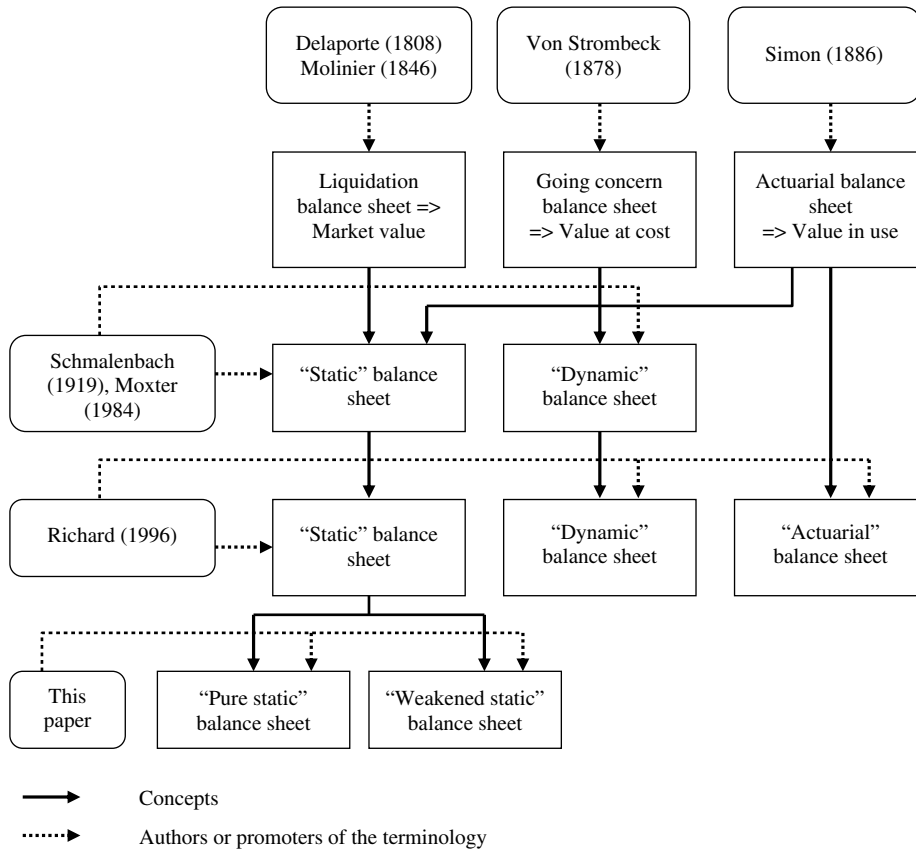 Delaporte (1808)
Molinier (1846)
Von Strombeck
(1878)
Simon (1886)
Liquidation
balance sheet =>
Market value
Going concern
balance sheet
=> Value at cost
Actuarial balance
sheet
=> Value in use
Schmalenbach
(1919), Moxter
(1984)
“Static” balance
sheet
“Dynamic”
balance sheet
Richard (1996)
“Static” balance
sheet
“Dynamic”
balance sheet
“Actuarial”
balance sheet
This
paper
“Pure static”
balance sheet
“Weakened static”
balance sheet
Concepts
Authors or promoters of the terminology